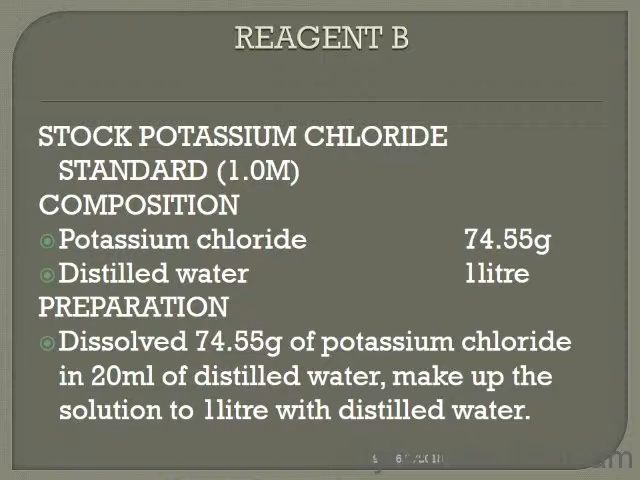 REAGENT B
STOCK POTASSIUM CHLORIDE
STANDARD (1.0M)
COMPOSITION
Potassium chloride 74.55g
Distilled water 1litre
PREPARATION
Dissolved 74.55g of potassium chloride
in 20ml of distilled water, make up the
solution to 1litre with distilled water.